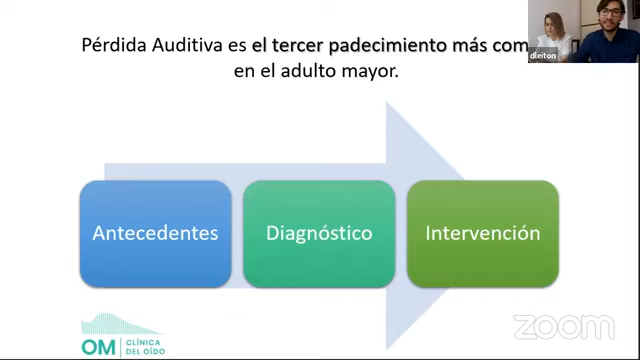 Pérdida Auditiva es el tercer padecimiento más com
en el adulto mayor.
dleiton
Antecedentes
Diagnóstico
Intervención
OM
CLÍNICA
DEL OÍDO
zoom